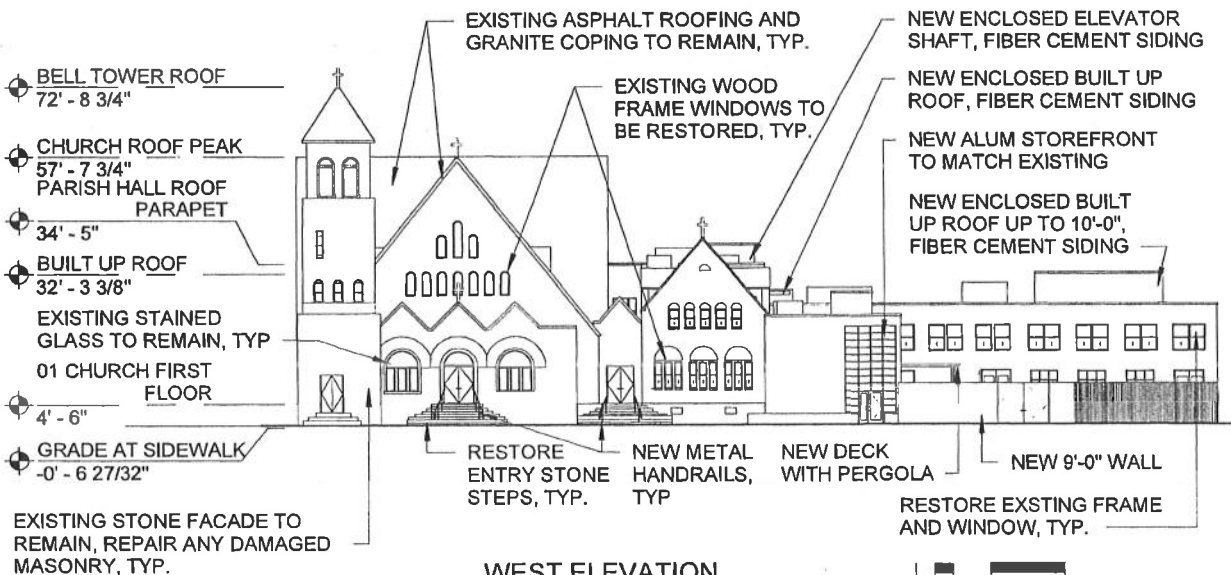 BELL TOWER ROOF
72' - 8 3/4"
CHURCH ROOF PEAK
57' - 7 3/4"
PARISH HALL ROOF
PARAPET
34' - 5"
BUILT UP ROOF
32' - 3 3/8"
EXISTING STAINED
GLASS TO REMAIN, TYP
01 CHURCH FIRST
FLOOR
4' - 6"
GRADE AT SIDEWALK
-0' - 6 27/32"
EXISTING STONE FACADE TO
REMAIN, REPAIR ANY DAMAGED
MASONRY, TYP.
EXISTING ASPHALT ROOFING AND
GRANITE COPING TO REMAIN, TYP.
EXISTING WOOD
FRAME WINDOWS TO
BE RESTORED, TYP.
NEW ENCLOSED ELEVATOR
SHAFT, FIBER CEMENT SIDING
NEW ENCLOSED BUILT UP
ROOF, FIBER CEMENT SIDING
NEW ALUM STOREFRONT
TO MATCH EXISTING
NEW ENCLOSED BUILT
UP ROOF UP TO 10'-0",
FIBER CEMENT SIDING
RESTORE
ENTRY STONE
STEPS, TYP.
NEW METAL
HANDRAILS,
TYP
NEW DECK
WITH PERGOLA
NEW 9'-0" WALL
RESTORE EXSTING FRAME
AND WINDOW, TYP.
WEST ELEVATION